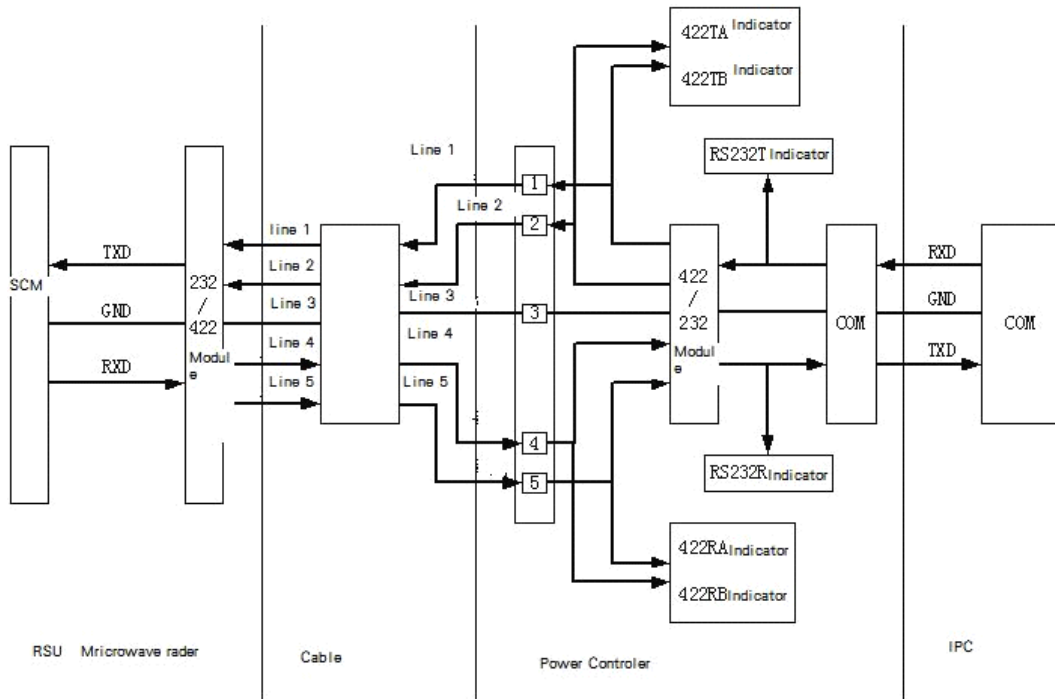 422TA Indicator
422TB Indicator
RS232T Indicator
Line 1
1
Line 2
2
line 1
TXD
Line 2
SCM
232
/
422
Modul
e
Line 3
GND
Line 3
3
Line 4
Line 4
RXD
Line 5
Line 5
422
/
232
Modul
e
COM
RXD
GND
TXD
COM
4
5
RS232R Indicator
422RA Indicator
422RB Indicator
RSU Mricrowave rader
Cable
Power Controler
IPC